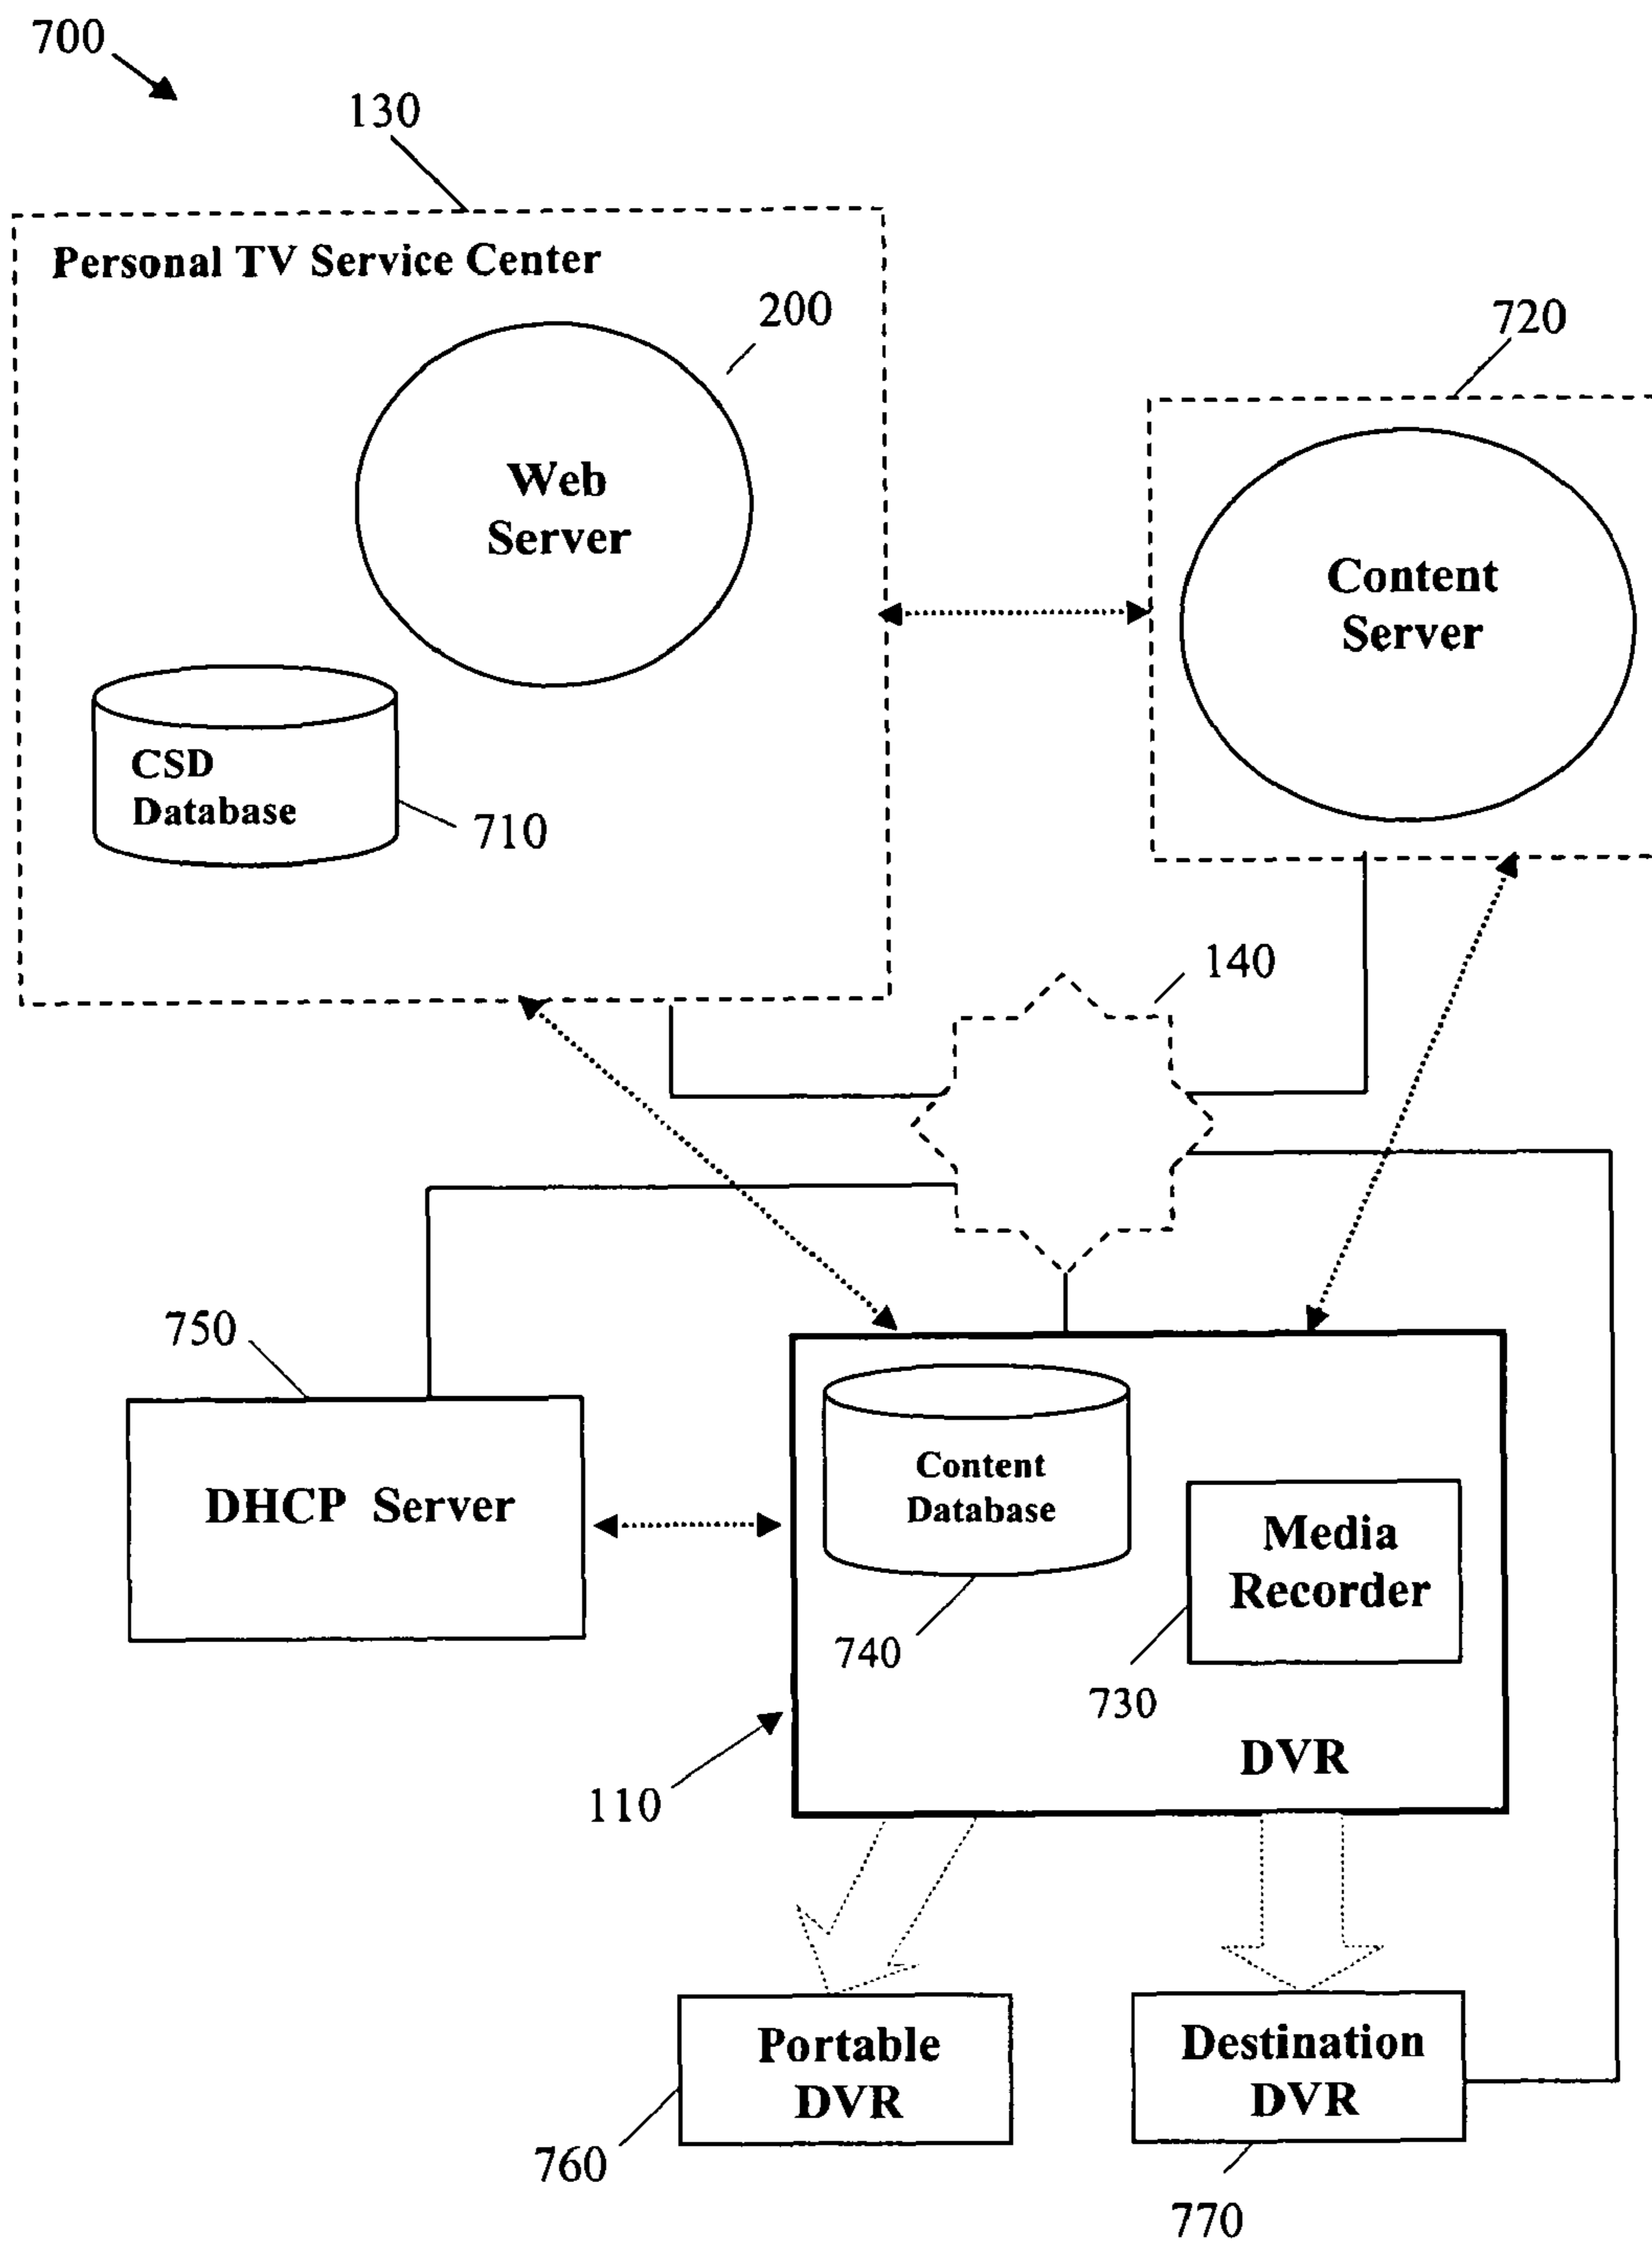 700
130
Personal TV Service Center
200
Web
Server
720
Content
Server
CSD
Database
710
140
750
DHCP Server
Content
Database
Media
Recorder
740
730
DVR
110
Portable
DVR
Destination
DVR
760
770